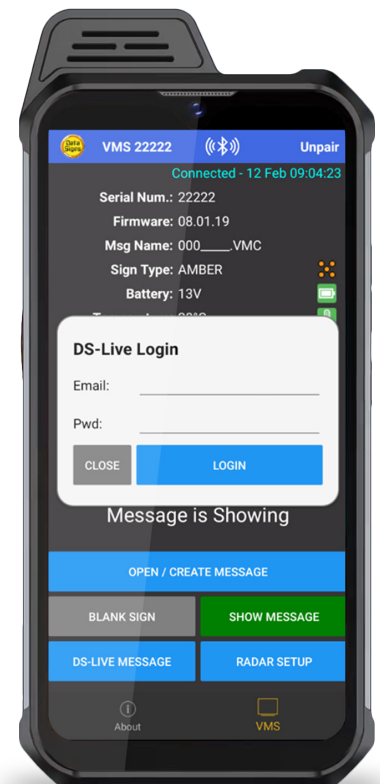 Data Signs
VMS 22222
Unpair
Connected - 12 Feb 09:04:23
Serial Num.: 22222
Firmware: 08.01.19
Msg Name: 000_____.VMC
Sign Type: AMBER
Battery: 13V
DS-Live Login
Email:
Pwd:
CLOSE
LOGIN
Message is Showing
OPEN / CREATE MESSAGE
BLANK SIGN
SHOW MESSAGE
DS-LIVE MESSAGE
RADAR SETUP
About
VMS